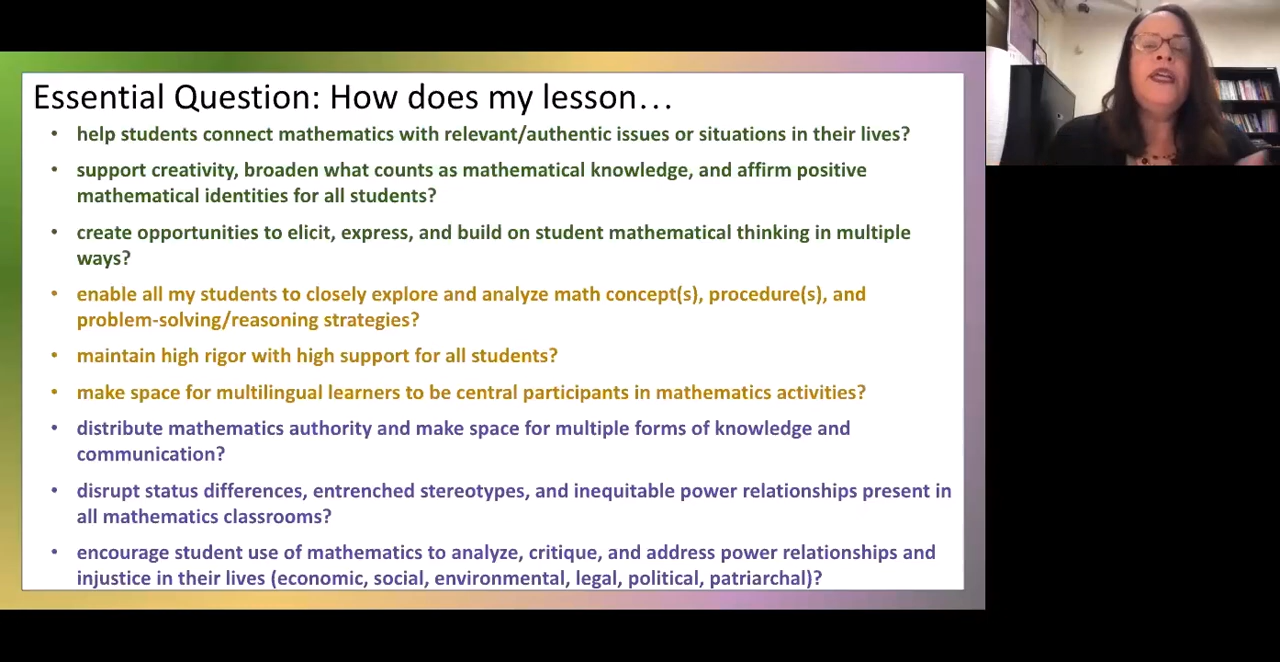 Essential Question: How does my lesson…
• help students connect mathematics with relevant/authentic issues or situations in their lives?
• support creativity, broaden what counts as mathematical knowledge, and affirm positive
mathematical identities for all students?
• create opportunities to elicit, express, and build on student mathematical thinking in multiple
ways?
• enable all my students to closely explore and analyze math concept(s), procedure(s), and
problem-solving/reasoning strategies?
• maintain high rigor with high support for all students?
• make space for multilingual learners to be central participants in mathematics activities?
• distribute mathematics authority and make space for multiple forms of knowledge and
communication?
• disrupt status differences, entrenched stereotypes, and inequitable power relationships present in
all mathematics classrooms?
• encourage student use of mathematics to analyze, critique, and address power relationships and
injustice in their lives (economic, social, environmental, legal, political, patriarchal)?